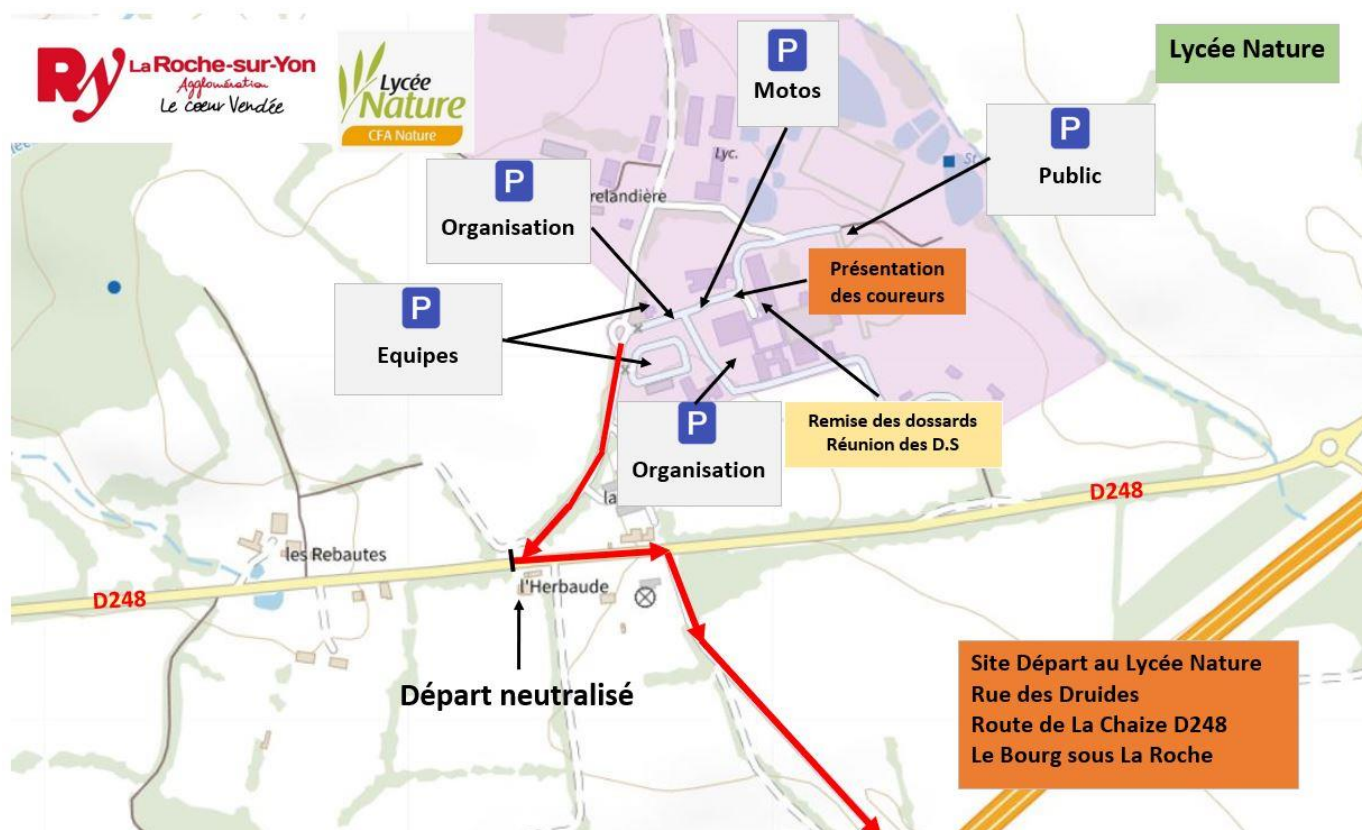 Ry La Roche-sur-Yon
Agglomération
Le cœur Vendée
Lycée
Nature
CFA Nature
P
Motos
Lycée Nature
P
Public
P
Organisation
Lyc.
relandière
Présentation
des coureurs
P
Equipes
P
Organisation
Remise des dossards
Réunion des D.S
la
D248
les Rebautes
l'Herbaude
D248
Départ neutralisé
Site Départ au Lycée Nature
Rue des Druides
Route de La Chaize D248
Le Bourg sous La Roche